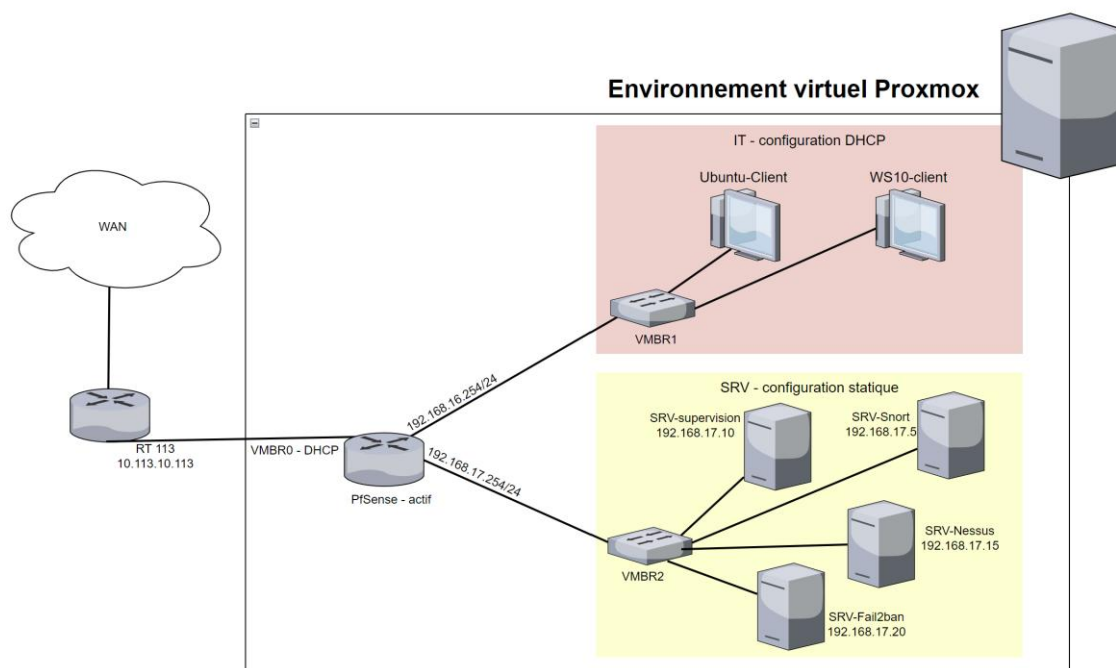 Environnement virtuel Proxmox
IT - configuration DHCP
Ubuntu-Client
WS10-client
VMBR1
WAN
RT 113
10.113.10.113
VMBR0 - DHCP
PfSense - actif
192.168.16.254/24
192.168.17.254/24
SRV - configuration statique
SRV-supervision
192.168.17.10
SRV-Snort
192.168.17.5
SRV-Nessus
192.168.17.15
VMBR2
SRV-Fail2ban
192.168.17.20